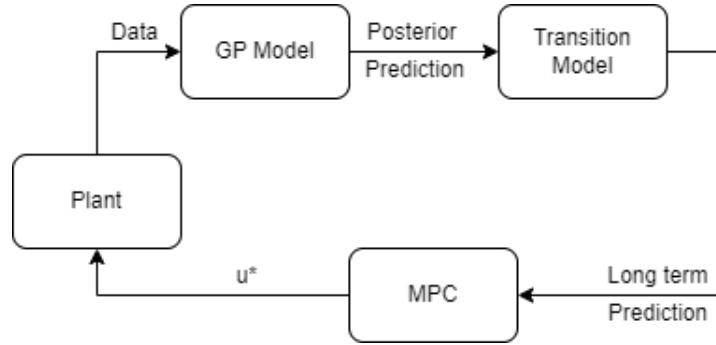 Data
GP Model
Posterior
Prediction
Transition
Model
Plant
u*
MPC
Long term
Prediction